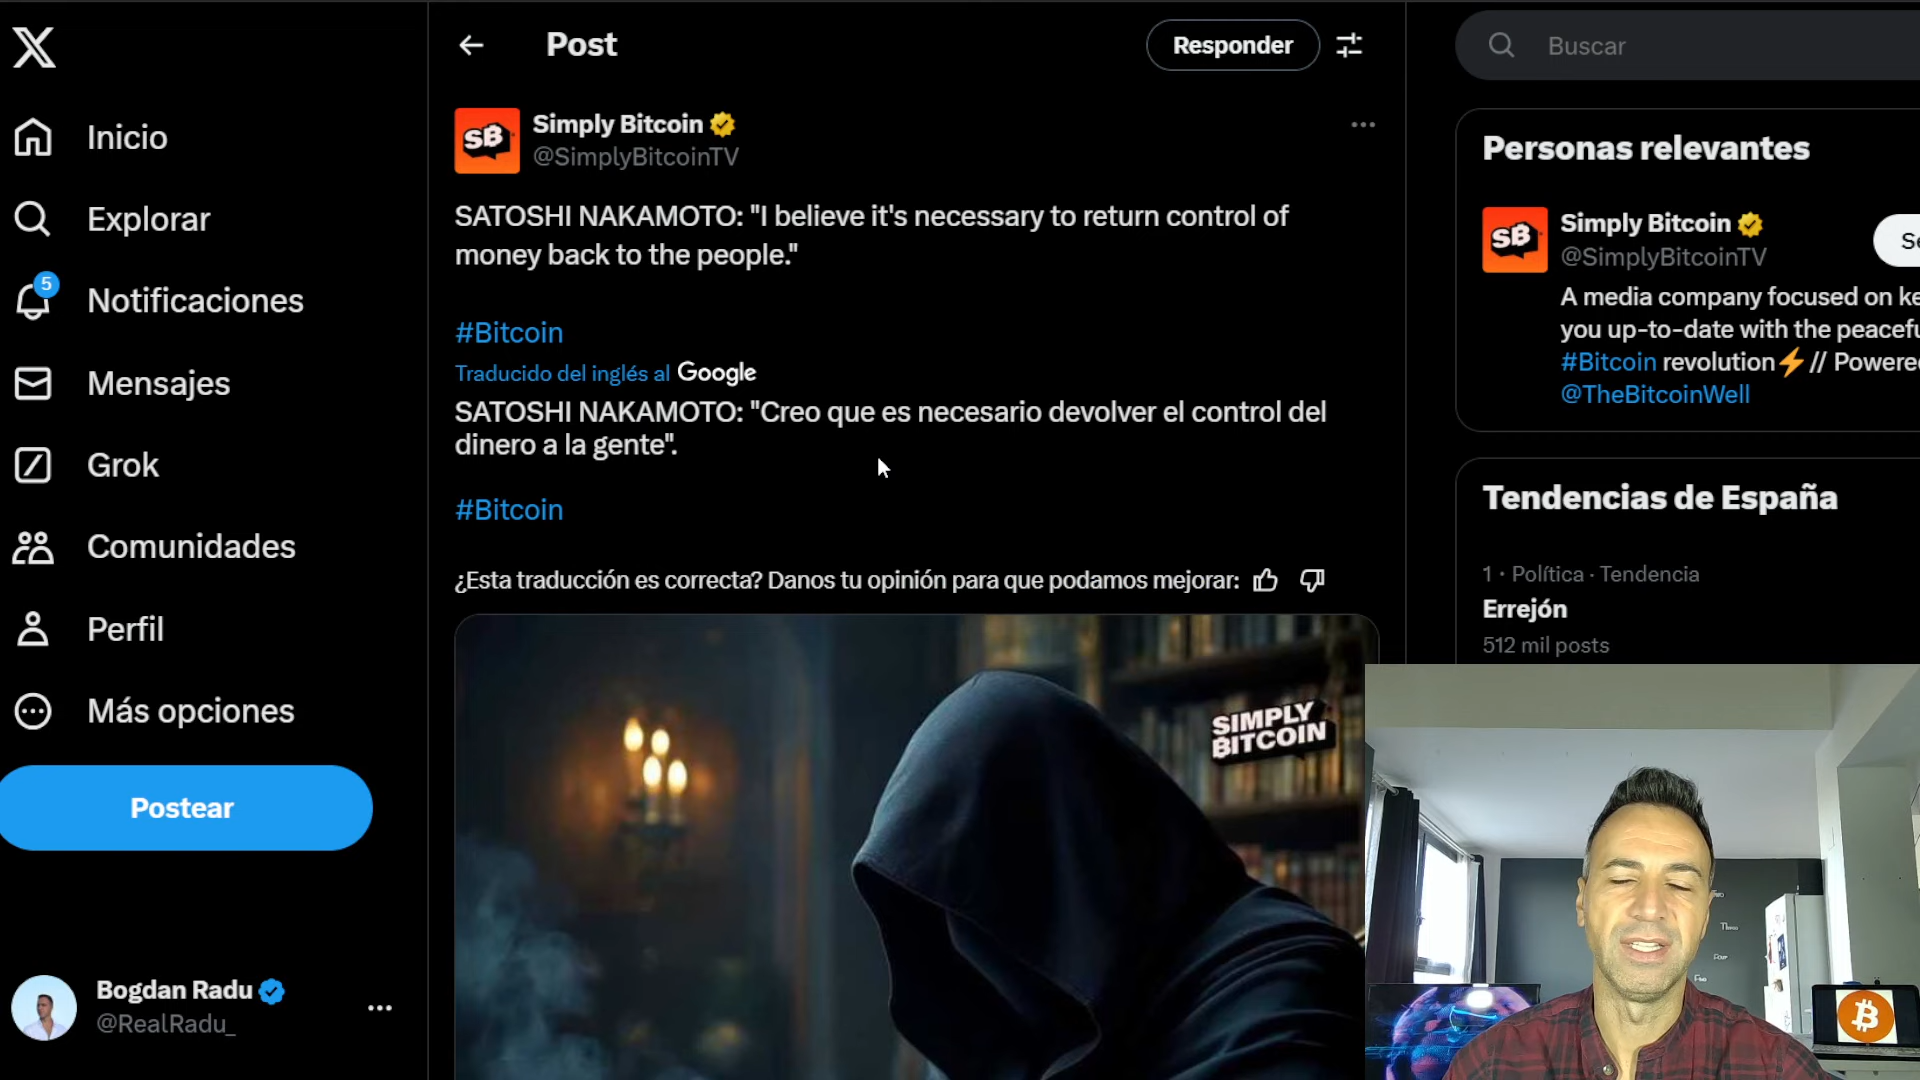 Inicio
Explorar
5
Notificaciones
Mensajes
Grok
Comunidades
Perfil
Más opciones
Postear
Bogdan Radu
@RealRadu_
Post
Responder
SB
Simply Bitcoin
@SimplyBitcoinTV
SATOSHI NAKAMOTO: "I believe it's necessary to return control of
money back to the people."
#Bitcoin
Traducido del inglés al Google
SATOSHI NAKAMOTO: "Creo que es necesario devolver el control del
dinero a la gente".
#Bitcoin
¿Esta traducción es correcta? Danos tu opinión para que podamos mejorar:
SIMPLY
BITCOIN
Buscar
Personas relevantes
SB
Simply Bitcoin
@SimplyBitcoinTV
A media company focused on
you up-to-date with the
#Bitcoin revolution⚡//
@TheBitcoinWell
Tendencias de España
1 · Política · Tendencia
Errejón
512 mil posts